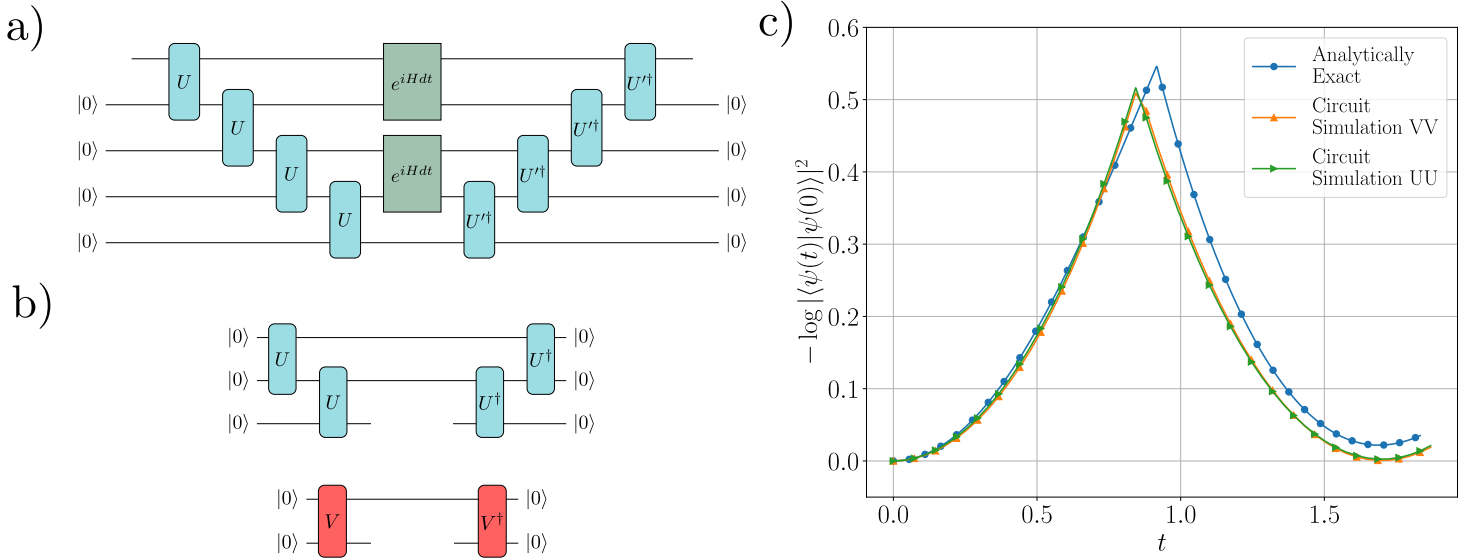 a)
U
U
U
U
e^{iHdt}
e^{iHdt}
U'^†
U'^†
U'^†
U'^†
|0⟩ |0⟩
|0⟩ |0⟩
|0⟩ |0⟩
|0⟩ |0⟩
b)
|0⟩ U U^† |0⟩
|0⟩ U U^† |0⟩
|0⟩ |0⟩
|0⟩ V V^† |0⟩
|0⟩ |0⟩
c)
− log |⟨ψ(t)|ψ(0)⟩|^2
0.6
0.5
0.4
0.3
0.2
0.1
0.0
0.0 0.5 1.0 1.5
t
Analytically
Exact
Circuit
Simulation VV
Circuit
Simulation UU